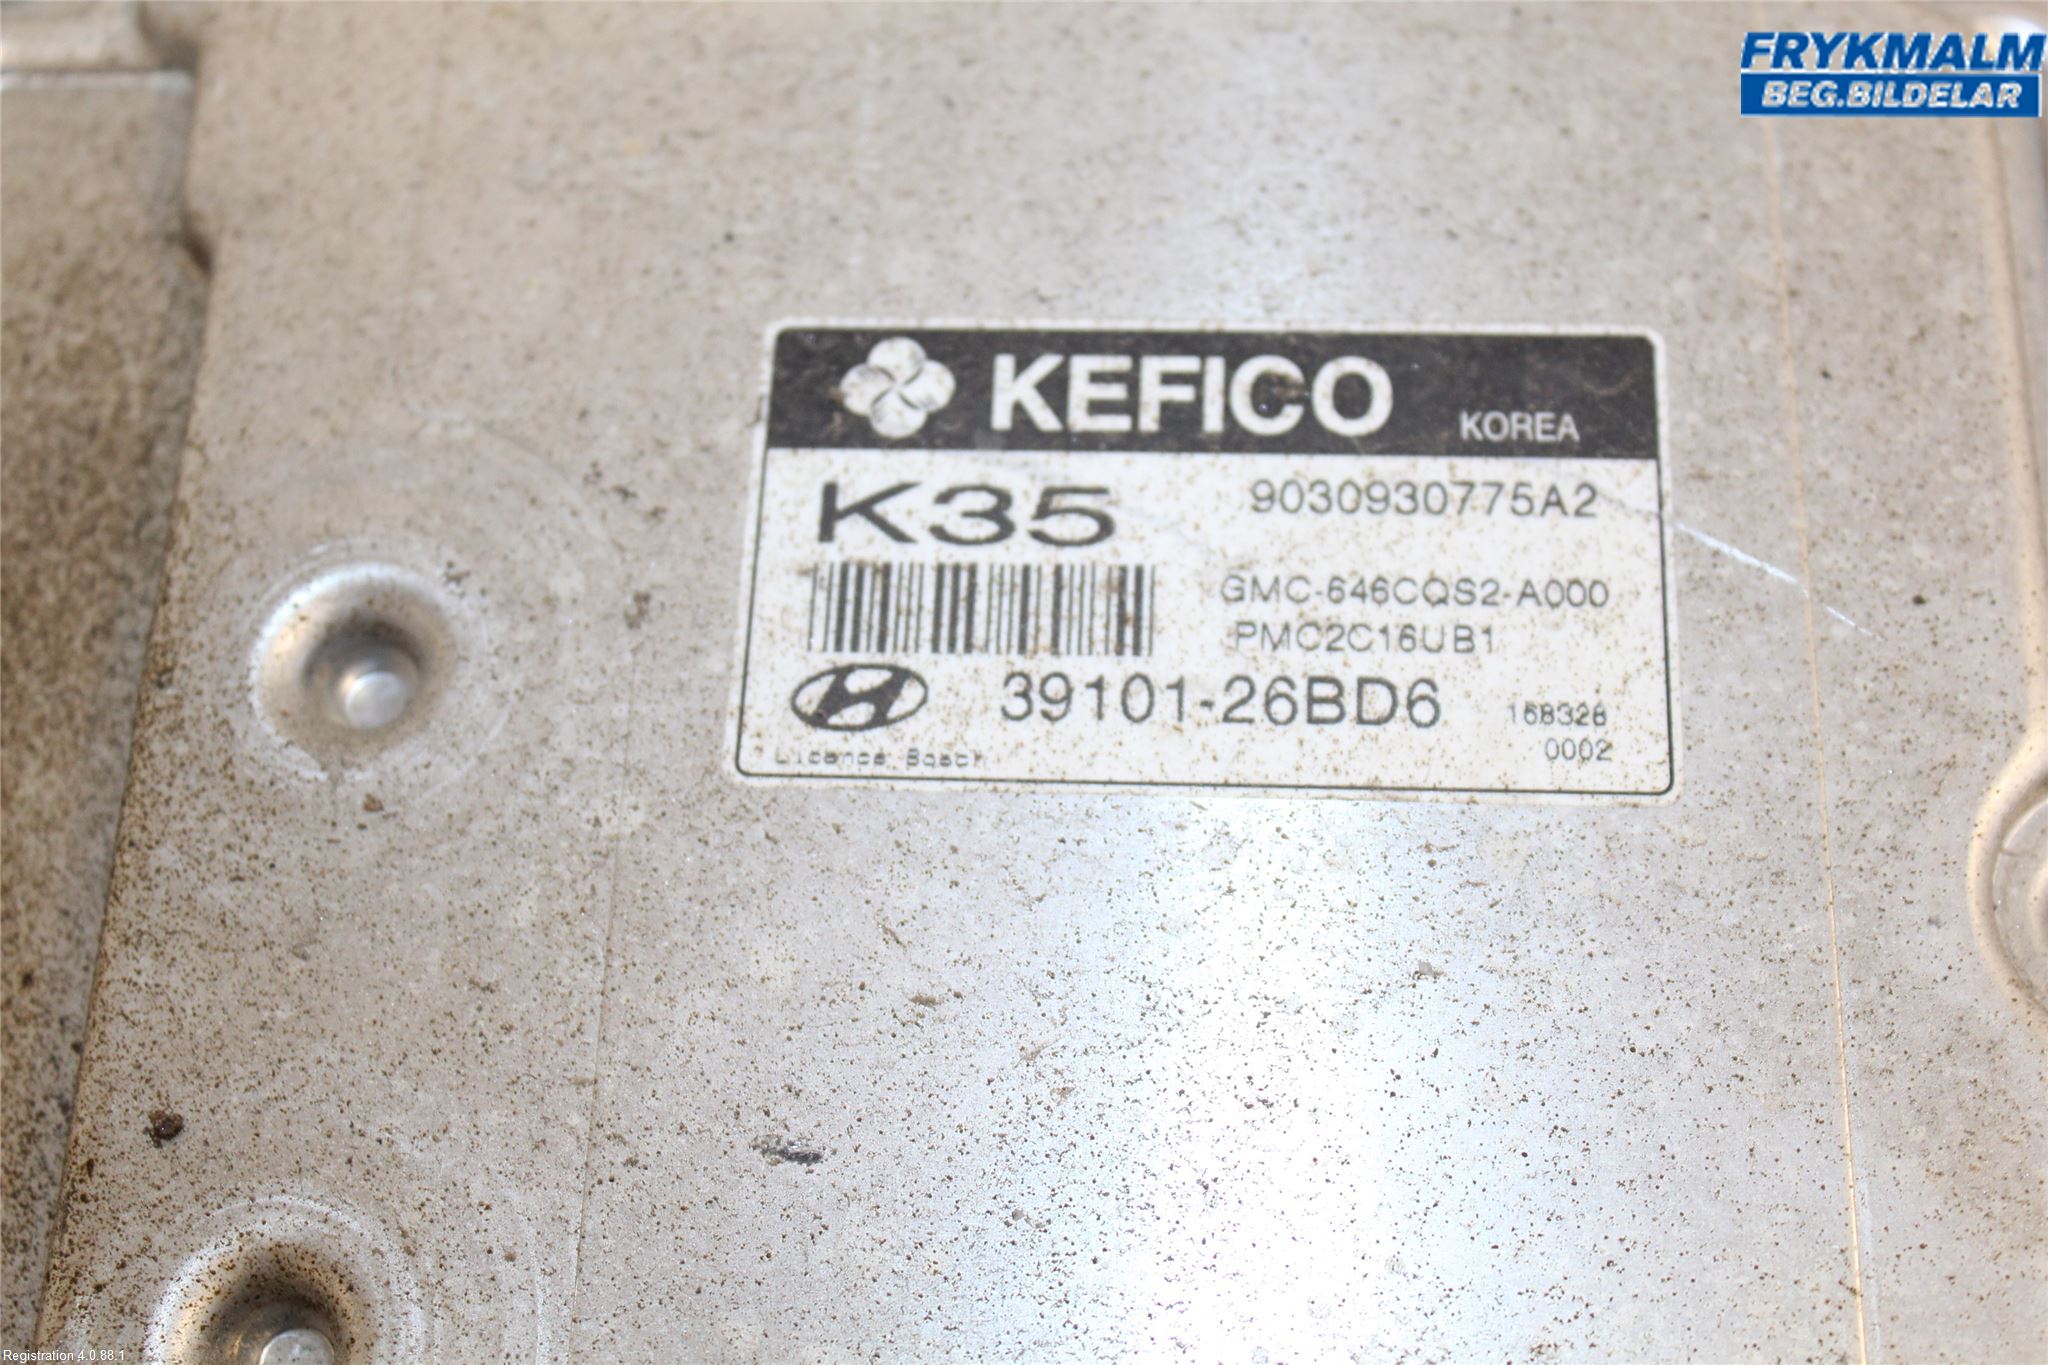 FRYKMALM
BEG.BILDELAR
KEFICO KOREA
K35 9030930775A2
GMC-646CQS2-A000
PMC2C16UB1
39101-26BD6 168328
Licence Bosch 0002
Registration 4.0.88.1